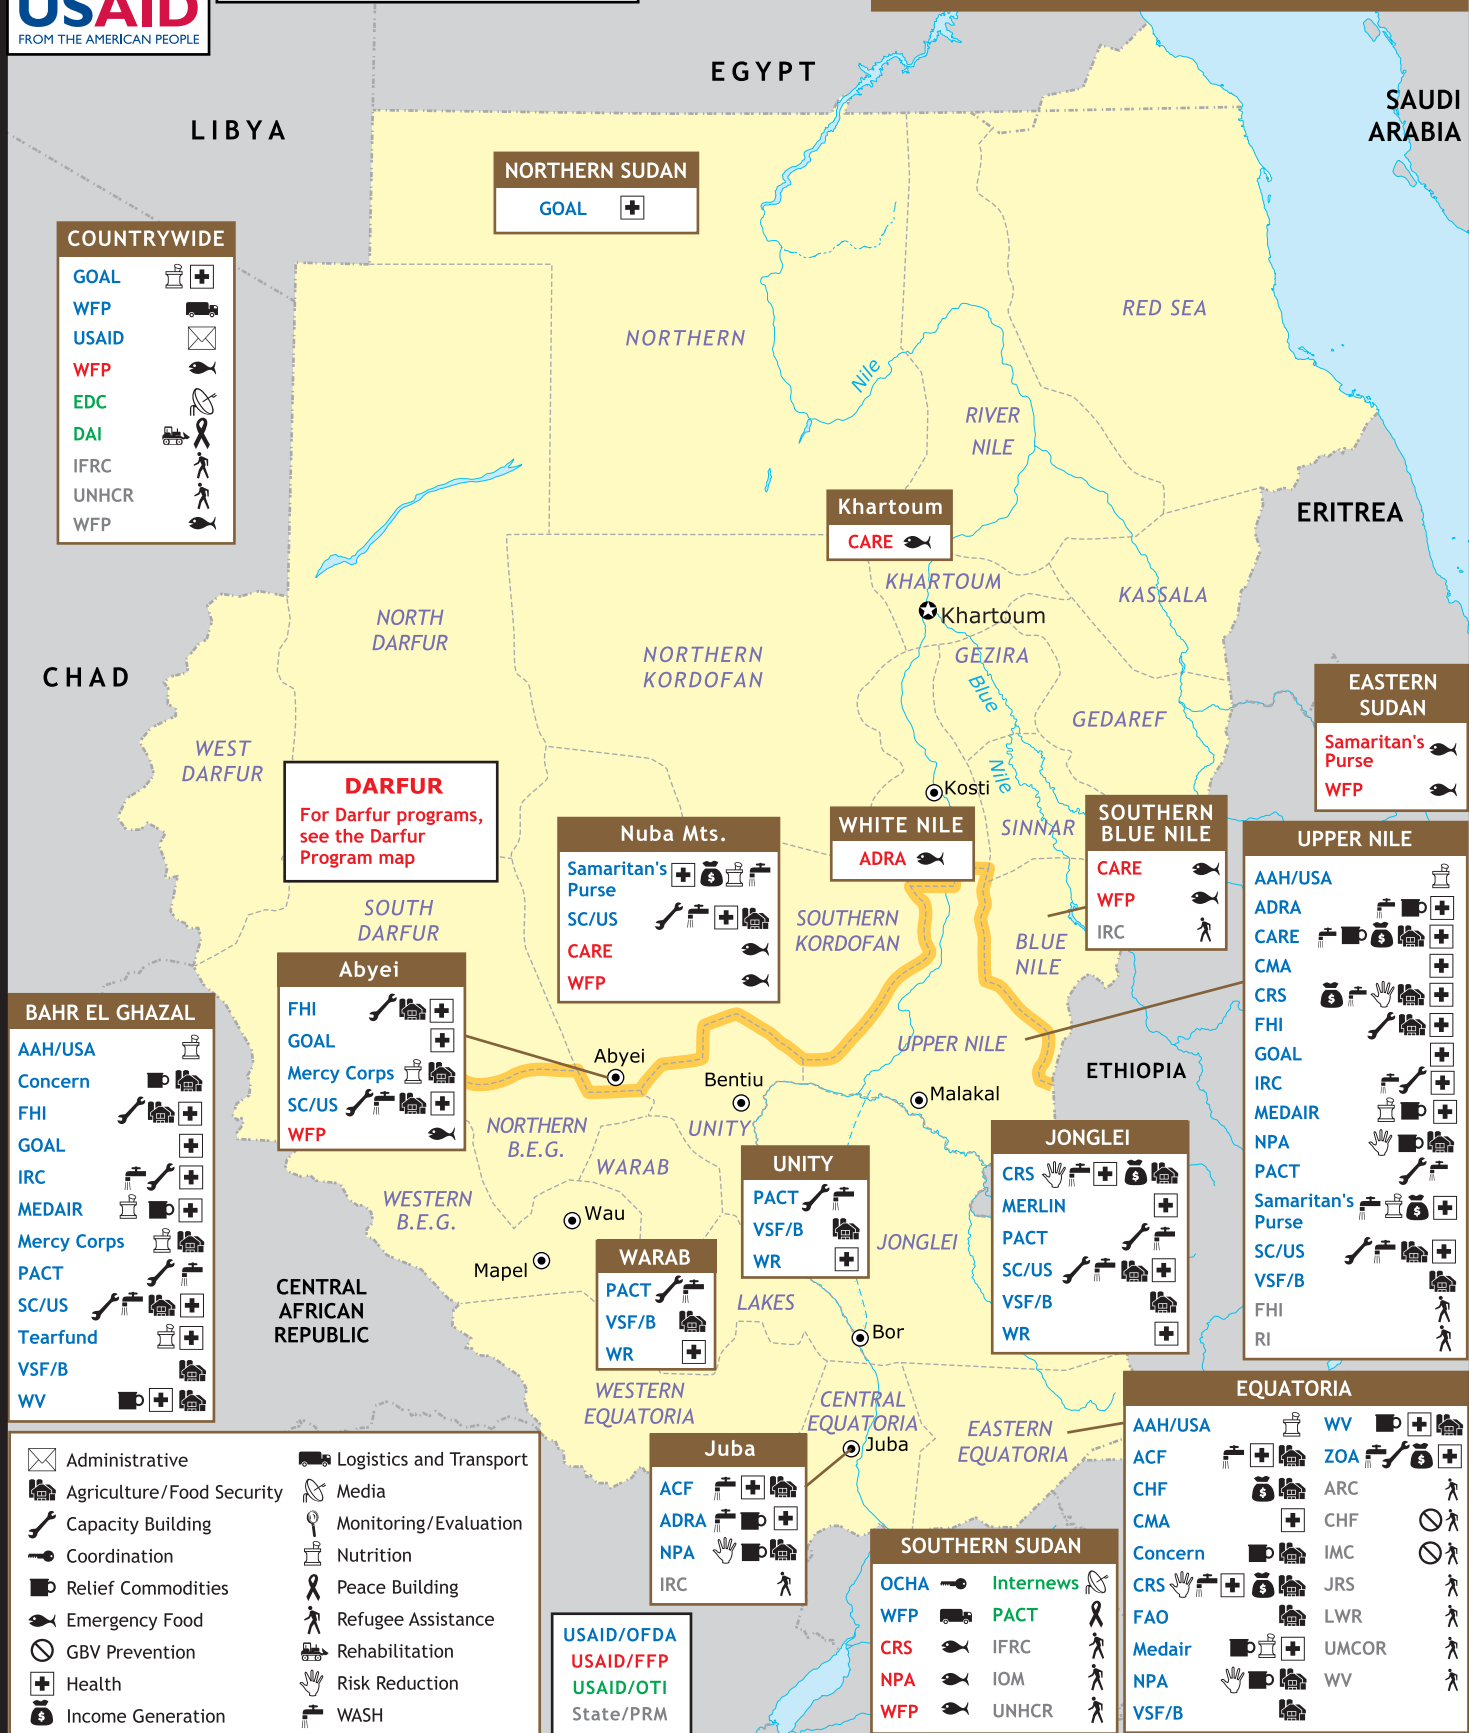 USAID
FROM THE AMERICAN PEOPLE
EGYPT
LIBYA
SAUDI
ARABIA
NORTHERN SUDAN
GOAL
COUNTRYWIDE
GOAL
WFP
USAID
WFP
EDC
DAI
IFRC
UNHCR
WFP
NORTHERN
RED SEA
Nile
RIVER
NILE
Khartoum
CARE
ERITREA
KHARTOUM
Khartoum
KASSALA
NORTH
DARFUR
NORTHERN
KORDOFAN
GEZIRA
CHAD
Blue
Nile
GEDAREF
EASTERN
SUDAN
Samaritan's
Purse
WFP
WEST
DARFUR
DARFUR
For Darfur programs,
see the Darfur
Program map
Kosti
Nuba Mts.
Samaritan's
Purse
SC/US
CARE
WFP
WHITE NILE
ADRA
SINNAR
SOUTHERN
BLUE NILE
CARE
WFP
IRC
UPPER NILE
AAH/USA
ADRA
CARE
CMA
CRS
FHI
GOAL
IRC
MEDAIR
NPA
PACT
Samaritan's
Purse
SC/US
VSF/B
FHI
RI
SOUTH
DARFUR
SOUTHERN
KORDOFAN
BLUE
NILE
Abyei
FHI
GOAL
Mercy Corps
SC/US
WFP
BAHR EL GHAZAL
AAH/USA
Concern
FHI
GOAL
IRC
MEDAIR
Mercy Corps
PACT
SC/US
Tearfund
VSF/B
WV
Abyei
UPPER NILE
ETHIOPIA
Bentiu
Malakal
NORTHERN
B.E.G.
UNITY
WARAB
WESTERN
B.E.G.
UNITY
PACT
VSF/B
WR
JONGLEI
CRS
MERLIN
PACT
SC/US
VSF/B
WR
Wau
Mapel
JONGLEI
WARAB
PACT
VSF/B
WR
CENTRAL
AFRICAN
REPUBLIC
LAKES
Bor
WESTERN
EQUATORIA
CENTRAL
EQUATORIA
EASTERN
EQUATORIA
Juba
Juba
ACF
ADRA
NPA
IRC
EQUATORIA
AAH/USA
ACF
CHF
CMA
Concern
CRS
FAO
Medair
NPA
VSF/B
WV
ZOA
ARC
CHF
IMC
JRS
LWR
UMCOR
WV
SOUTHERN SUDAN
OCHA
WFP
CRS
NPA
WFP
Internews
PACT
IFRC
IOM
UNHCR
Administrative
Agriculture/Food Security
Capacity Building
Coordination
Relief Commodities
Emergency Food
GBV Prevention
Health
Income Generation
Logistics and Transport
Media
Monitoring/Evaluation
Nutrition
Peace Building
Refugee Assistance
Rehabilitation
Risk Reduction
WASH
USAID/OFDA
USAID/FFP
USAID/OTI
State/PRM